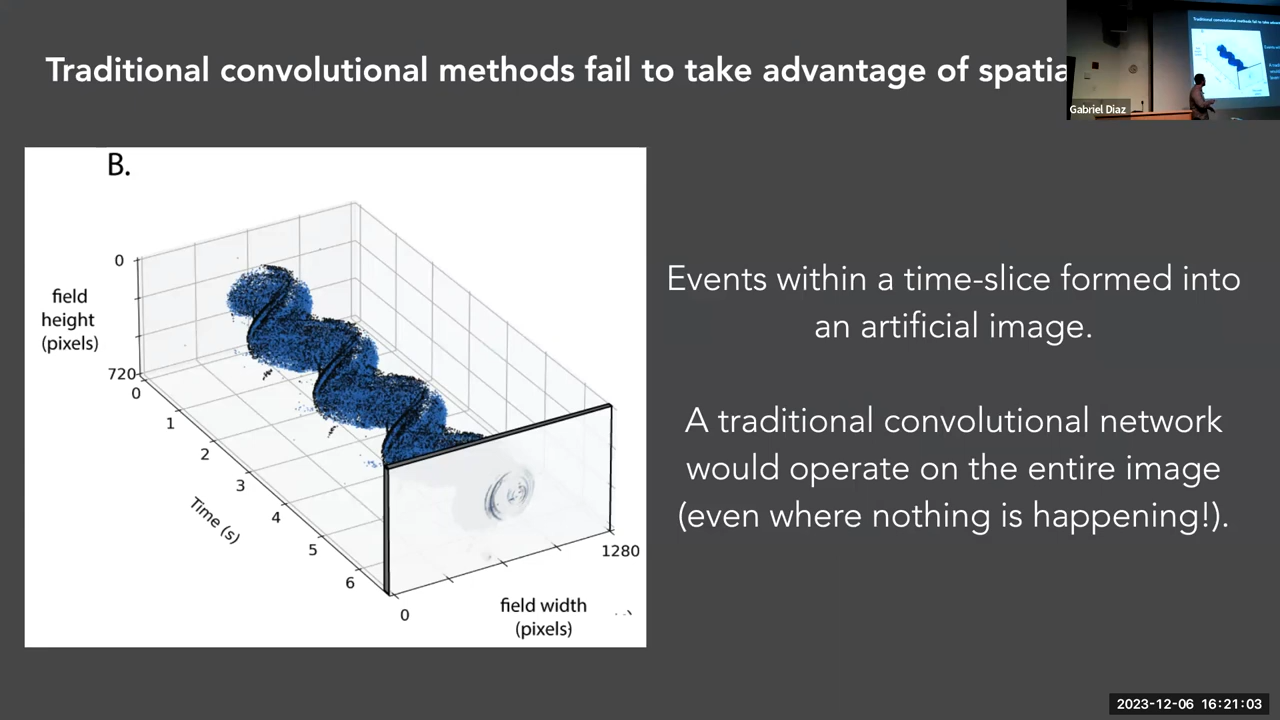 Traditional convolutional methods fail to take advantage of spatia
Gabriel Diaz
B.
0
field
height
(pixels)
720
0
1
2
3
4
5
6
Time (s)
0
field width
(pixels)
1280
Events within a time-slice formed into
an artificial image.
A traditional convolutional network
would operate on the entire image
(even where nothing is happening!).
2023-12-06 16:21:03